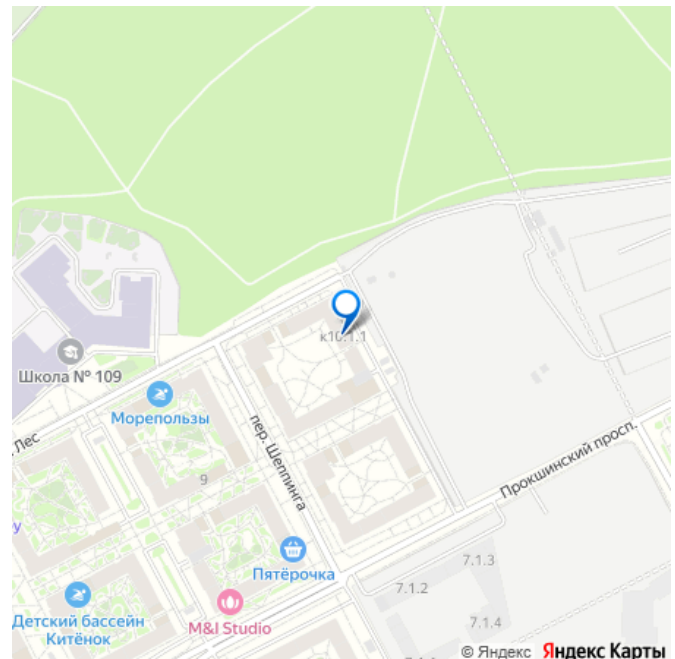 к10.1.1
Школа № 109
Морепользы
Лес
пер. Шеппинга
Прокшинский просп.
9
ру
Пятёрочка
7.1.3
7.1.2
7.1.4
Детский бассейн
Китёнок
M&I Studio
© Яндекс Яндекс Карты